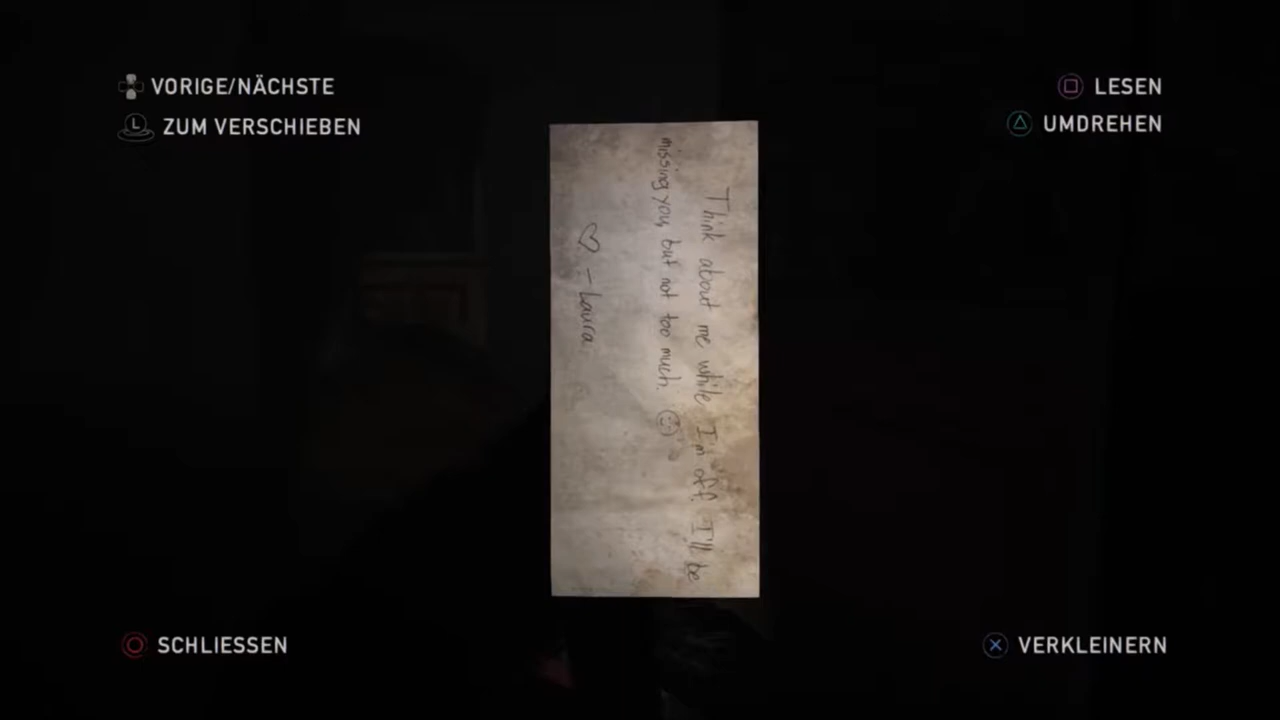 VORIGE/NÄCHSTE
L ZUM VERSCHIEBEN
LESEN
UMDREHEN
Think about me while I'm off. I'll be
missing you, but not too much.
♡ - Laura
SCHLIESSEN
VERKLEINERN